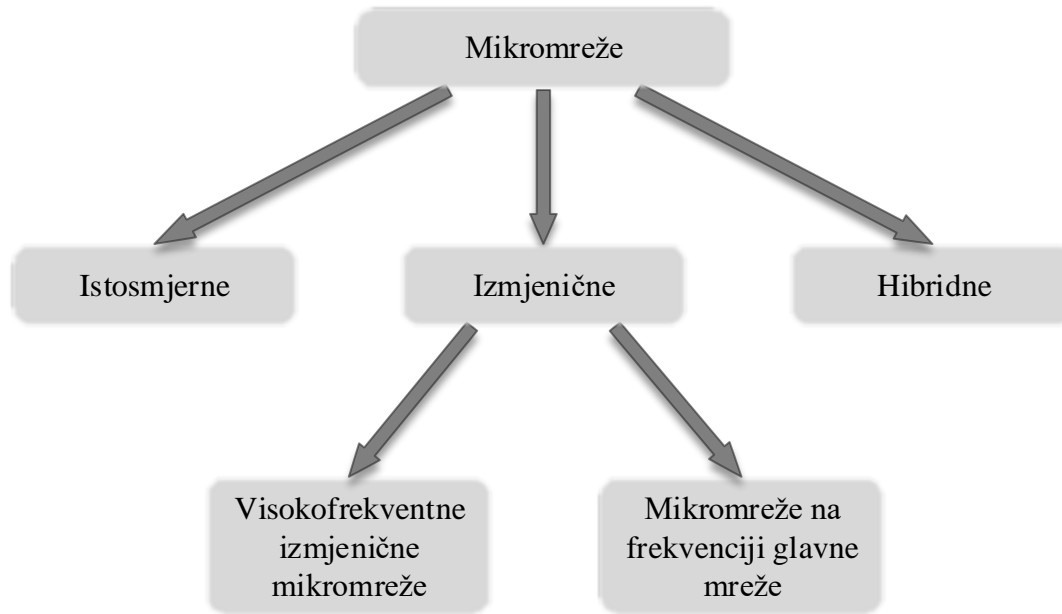 Mikromreže
Istosmjerne
Izmjenične
Hibridne
Visokofrekventne
izmjenične
mikromreže
Mikromreže na
frekvenciji glavne
mreže